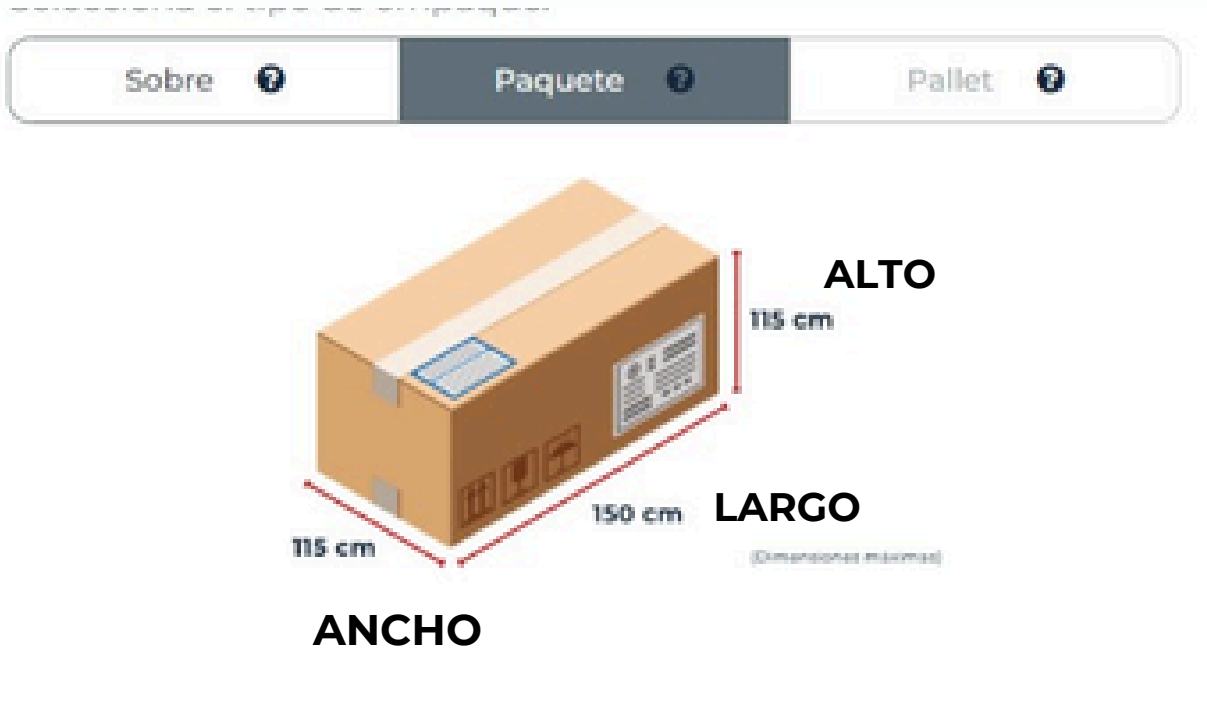 Sobre ? Paquete ? Pallet ?
ALTO
115 cm
150 cm LARGO
115 cm
(Dimensiones máximas)
ANCHO